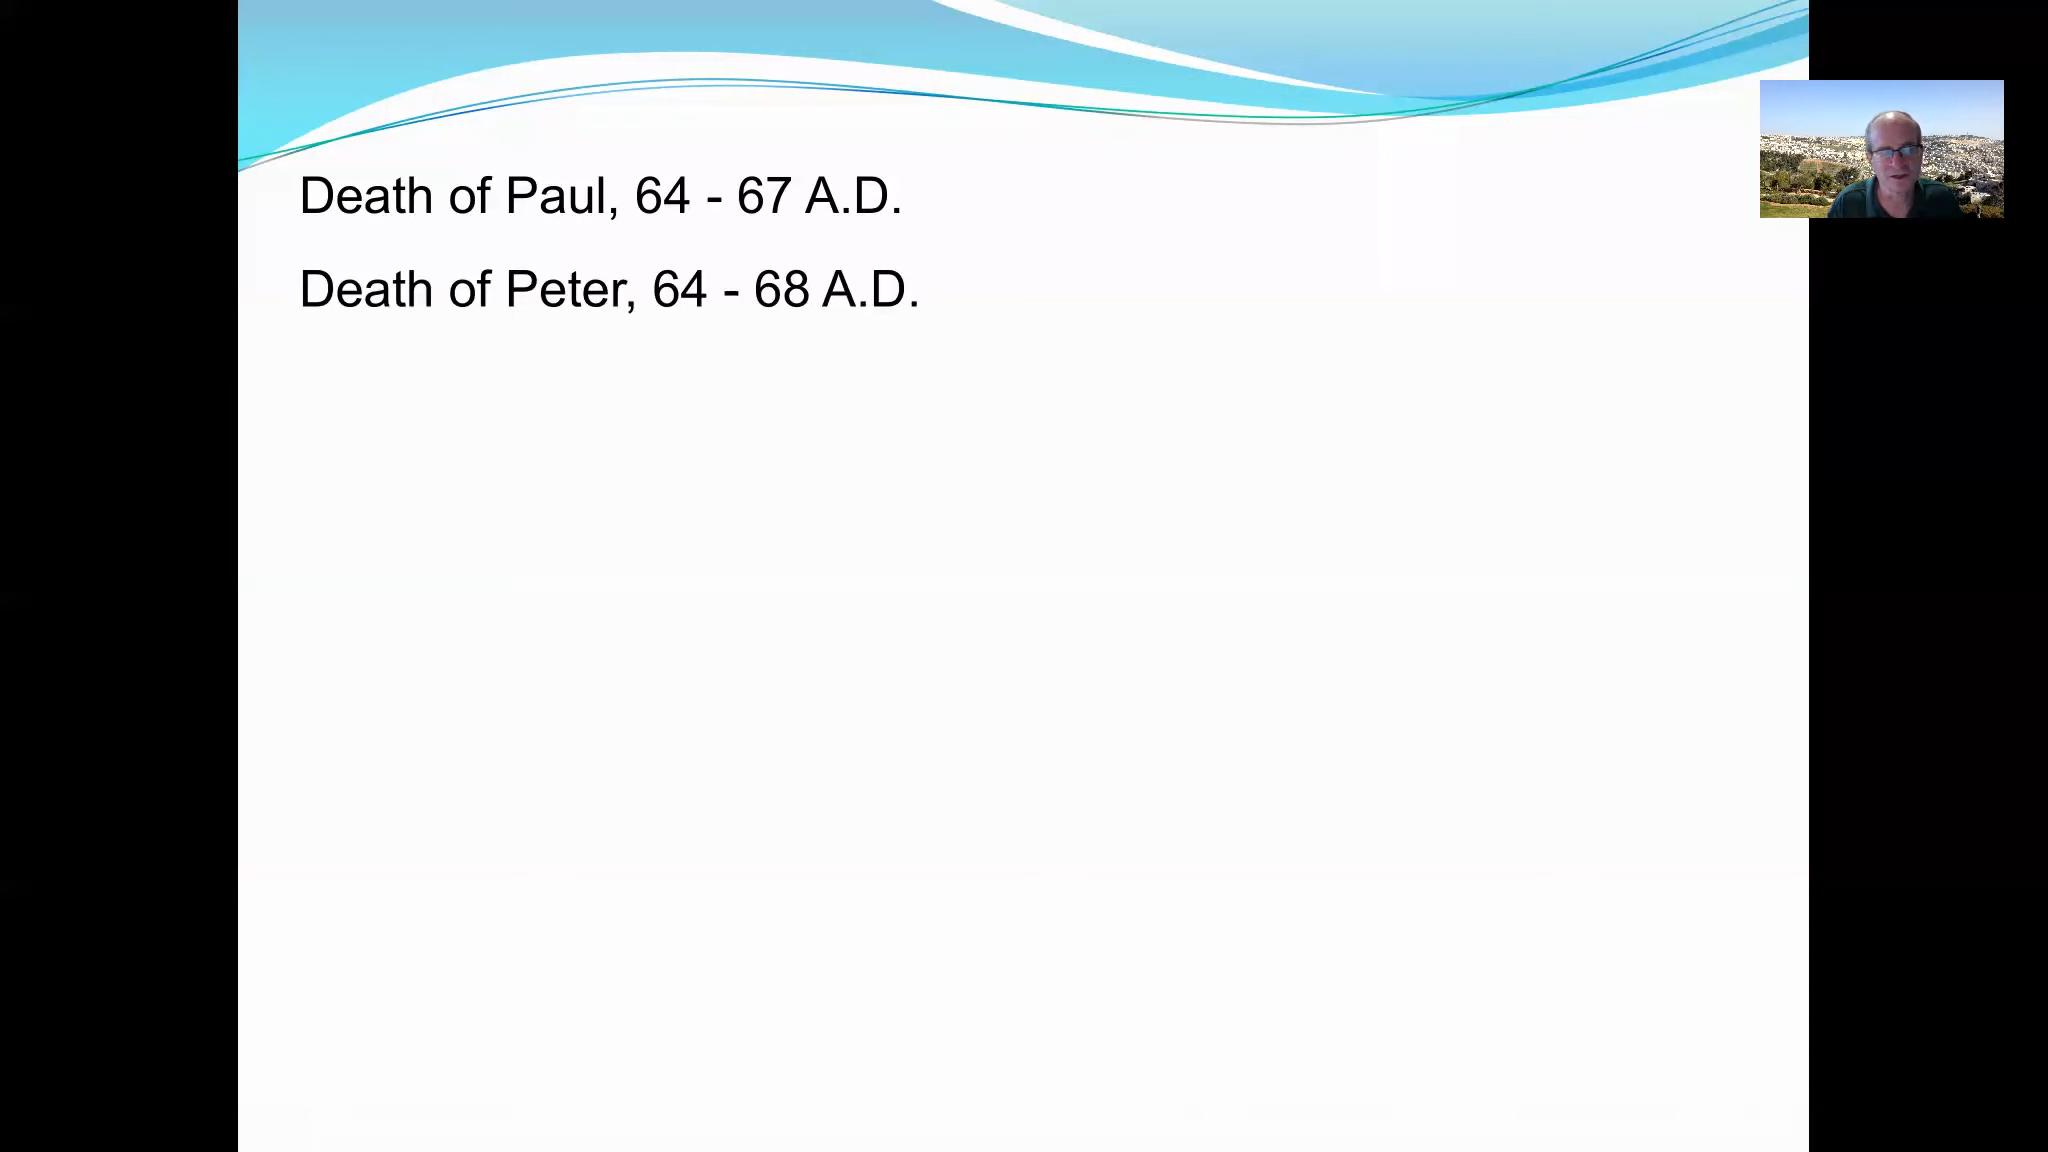 Death of Paul, 64 - 67 A.D.
Death of Peter, 64 - 68 A.D.